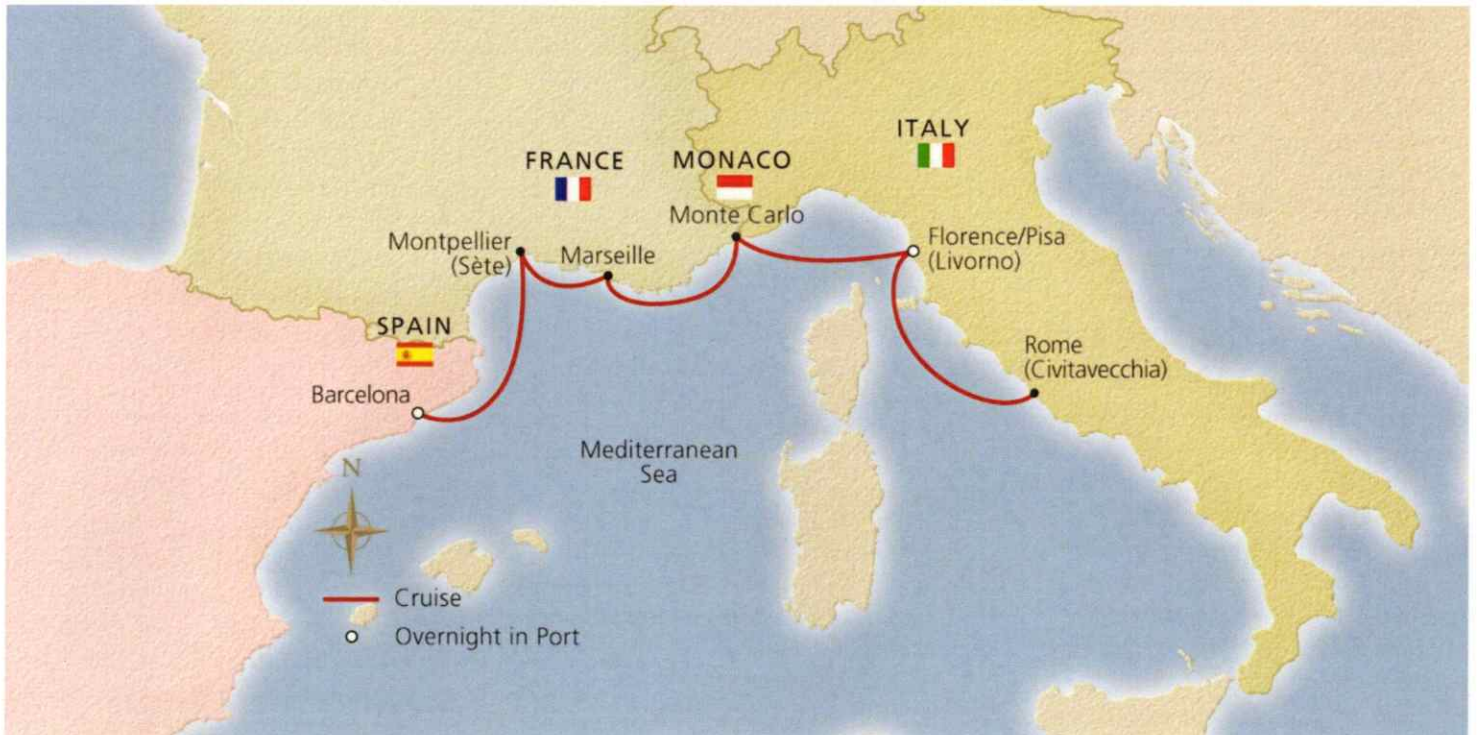 ITALY
FRANCE
MONACO
Monte Carlo
Montpellier
(Sète)
Marseille
Florence/Pisa
(Livorno)
SPAIN
Barcelona
Rome
(Civitavecchia)
Mediterranean
Sea
N
Cruise
Overnight in Port